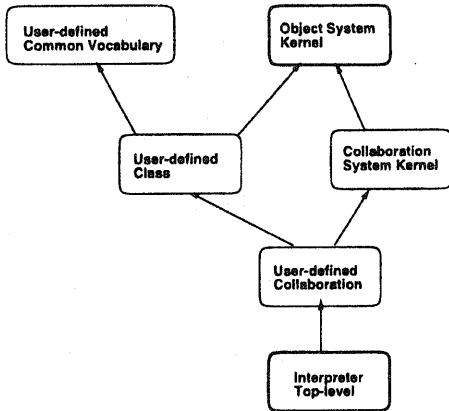 User-defined
Common Vocabulary
Object System
Kernel
User-defined
Class
Collaboration
System Kernel
User-defined
Collaboration
Interpreter
Top-level